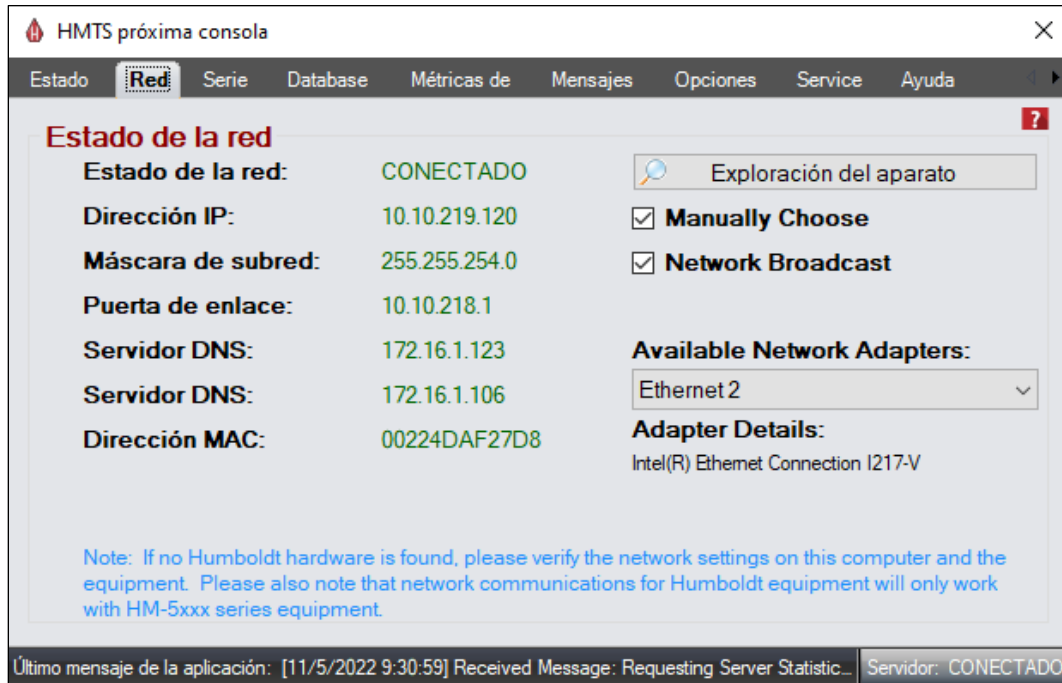 HMTS próxima consola
Estado Red Serie Database Métricas de Mensajes Opciones Service Ayuda
?
Estado de la red
Estado de la red: CONECTADO Exploración del aparato
Dirección IP: 10.10.219.120 Manually Choose
Máscara de subred: 255.255.254.0 Network Broadcast
Puerta de enlace: 10.10.218.1
Servidor DNS: 172.16.1.123 Available Network Adapters:
Servidor DNS: 172.16.1.106 Ethernet 2
Dirección MAC: 00224DAF27D8 Adapter Details:
Intel(R) Ethernet Connection I217-V
Note: If no Humboldt hardware is found, please verify the network settings on this computer and the
equipment. Please also note that network communications for Humboldt equipment will only work
with HM-5xxx series equipment.
Último mensaje de la aplicación: [11/5/2022 9:30:59] Received Message: Requesting Server Statistic... Servidor: CONECTADO